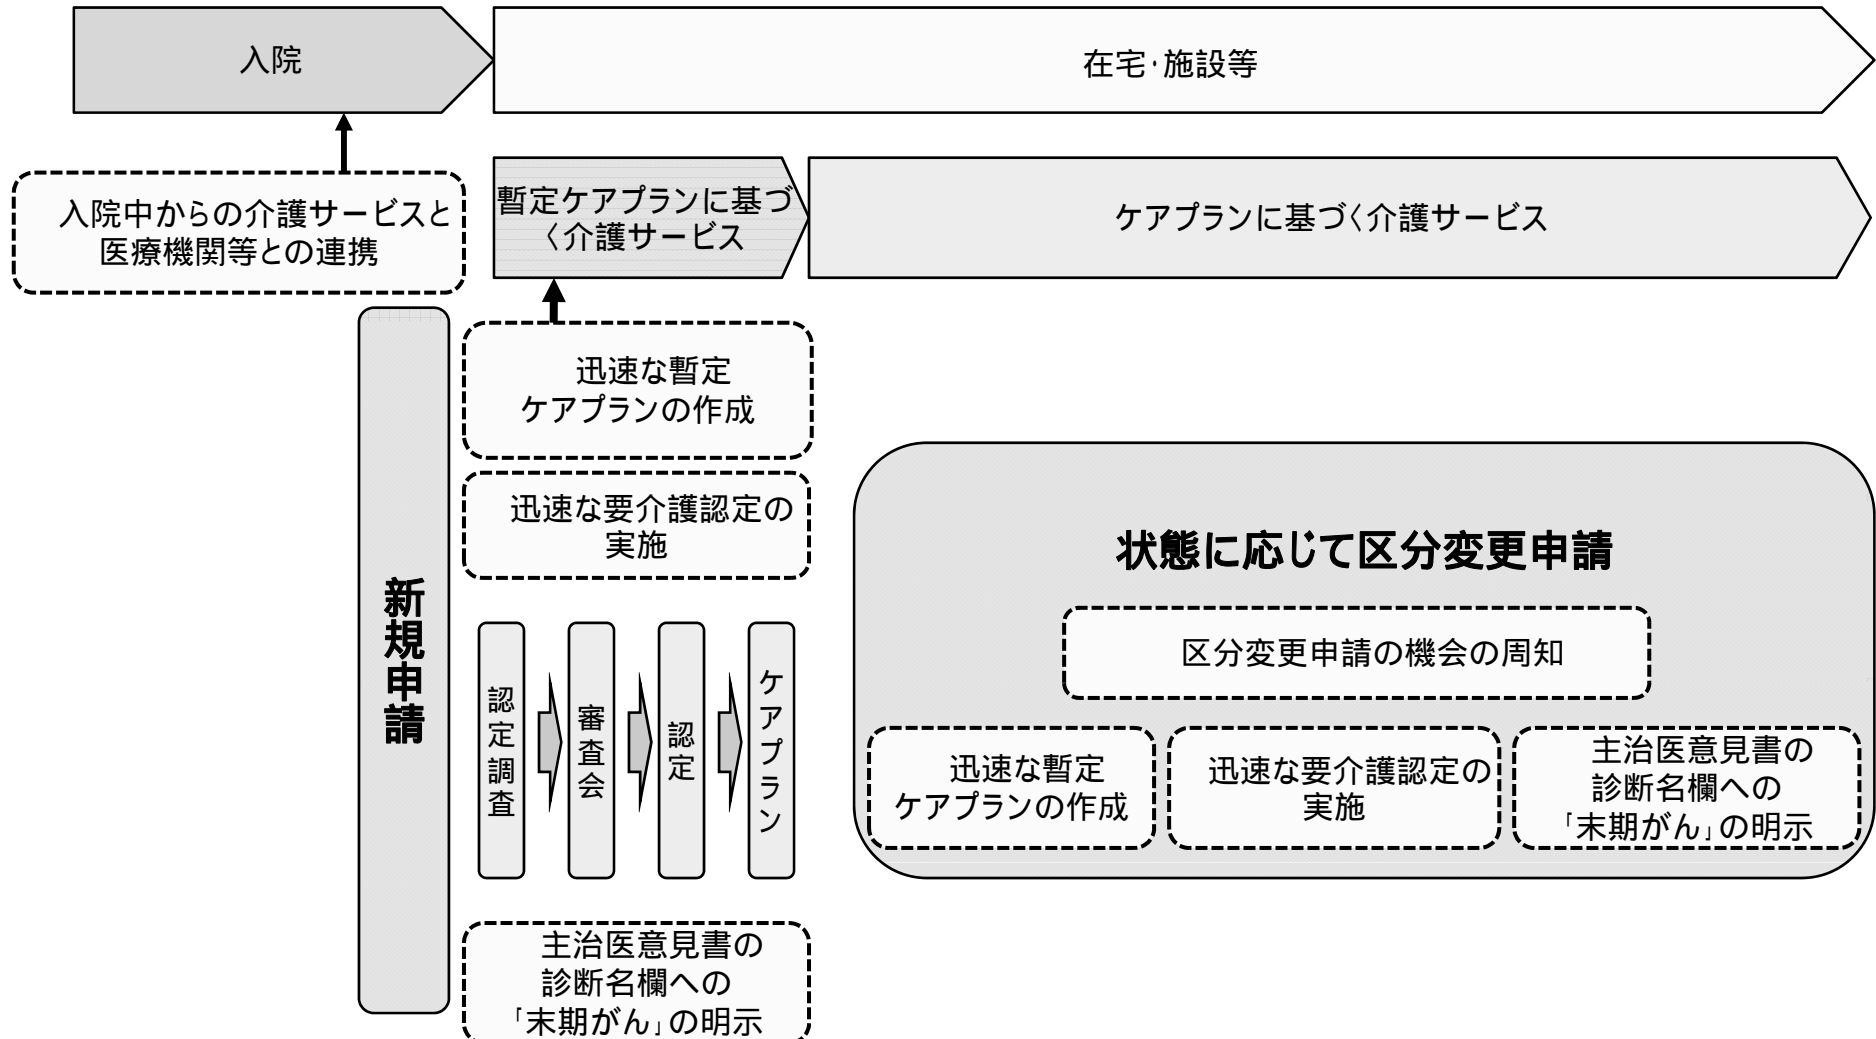 入院
在宅・施設等
入院中からの介護サービスと
医療機関等との連携
暫定ケアプランに基づ
く介護サービス
ケアプランに基づく介護サービス
迅速な暫定
ケアプランの作成
迅速な要介護認定の
実施
新規申請
認定調査
審査会
認定
ケアプラン
主治医意見書の
診断名欄への
「末期がん」の明示
状態に応じて区分変更申請
区分変更申請の機会の周知
迅速な暫定
ケアプランの作成
迅速な要介護認定の
実施
主治医意見書の
診断名欄への
「末期がん」の明示